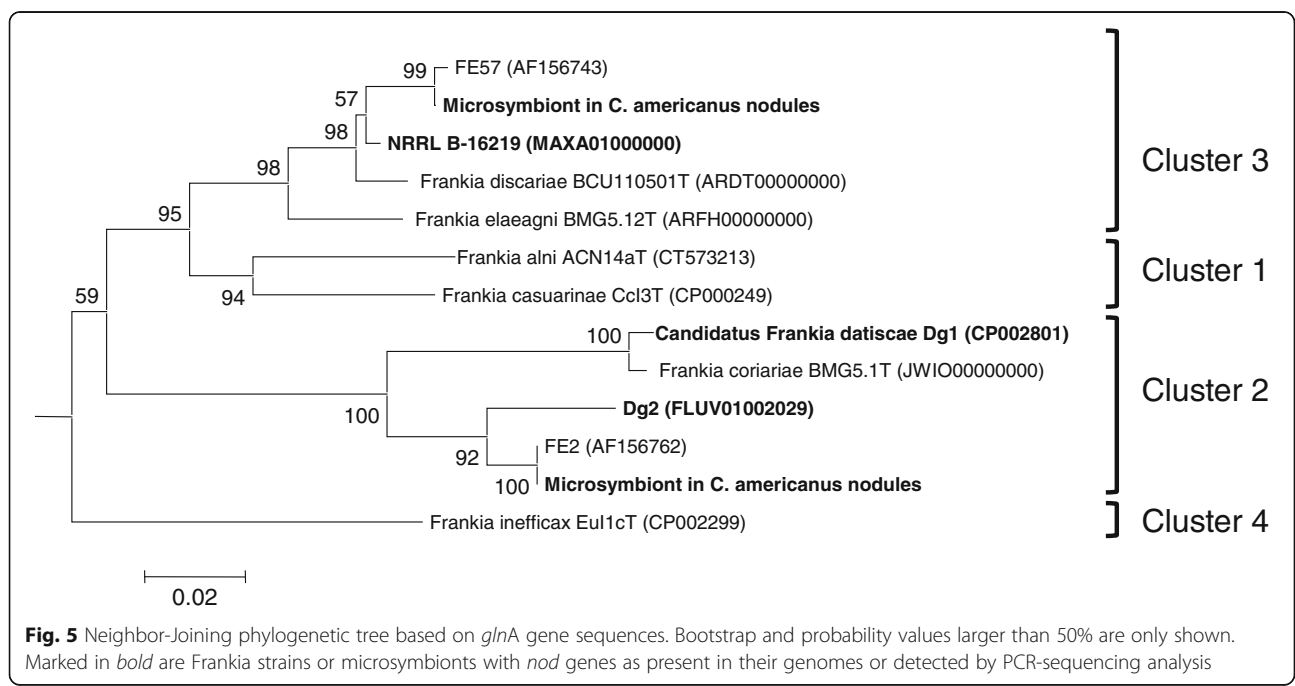 99
FE57 (AF156743)
57
Microsymbiont in C. americanus nodules
98
NRRL B-16219 (MAXA01000000)
98
Frankia discariae BCU110501T (ARDT00000000)
95
Frankia elaeagni BMG5.12T (ARFH00000000)
Cluster 3
Frankia alni ACN14aT (CT573213)
94
Frankia casuarinae CcI3T (CP000249)
Cluster 1
59
100
Candidatus Frankia datiscae Dg1 (CP002801)
Frankia coriariae BMG5.1T (JWIO00000000)
100
Dg2 (FLUV01002029)
92
FE2 (AF156762)
100
Microsymbiont in C. americanus nodules
Cluster 2
Frankia inefficax EuI1cT (CP002299)
Cluster 4
0.02
Fig. 5 Neighbor-Joining phylogenetic tree based on glnA gene sequences. Bootstrap and probability values larger than 50% are only shown.
Marked in bold are Frankia strains or microsymbionts with nod genes as present in their genomes or detected by PCR-sequencing analysis